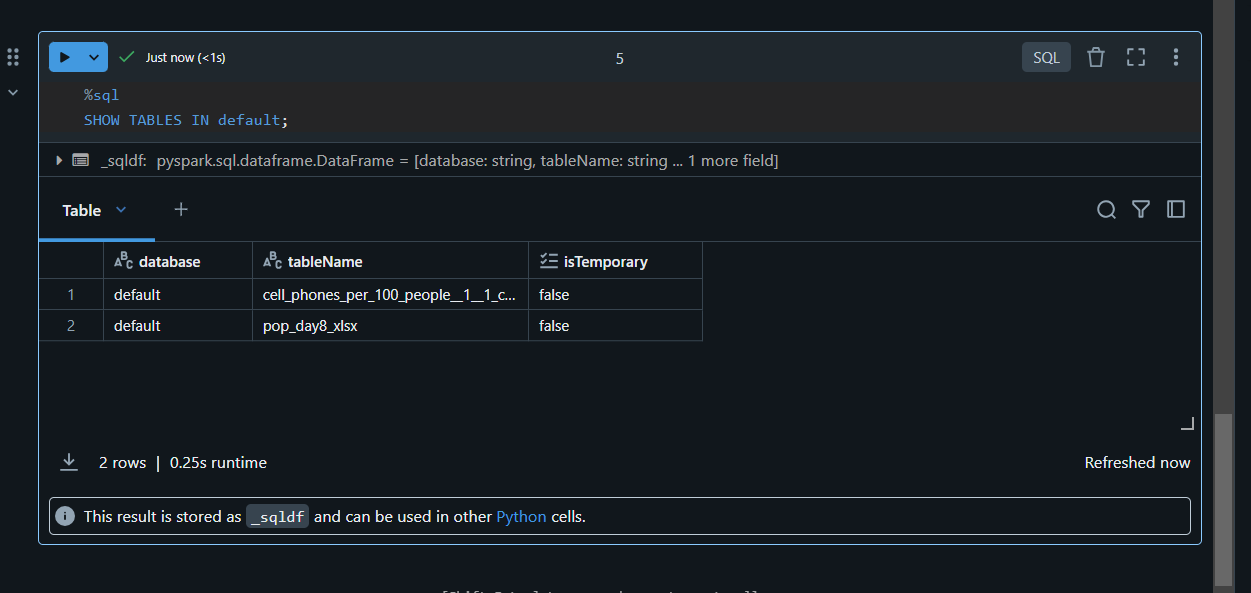 Just now (<1s)
5
SQL
%sql
SHOW TABLES IN default;
_sqldf: pyspark.sql.dataframe.DataFrame = [database: string, tableName: string ... 1 more field]
Table
database tableName isTemporary
1 default cell_phones_per_100_people__1__1_c... false
2 default pop_day8_xlsx false
2 rows | 0.25s runtime
Refreshed now
This result is stored as _sqldf and can be used in other Python cells.